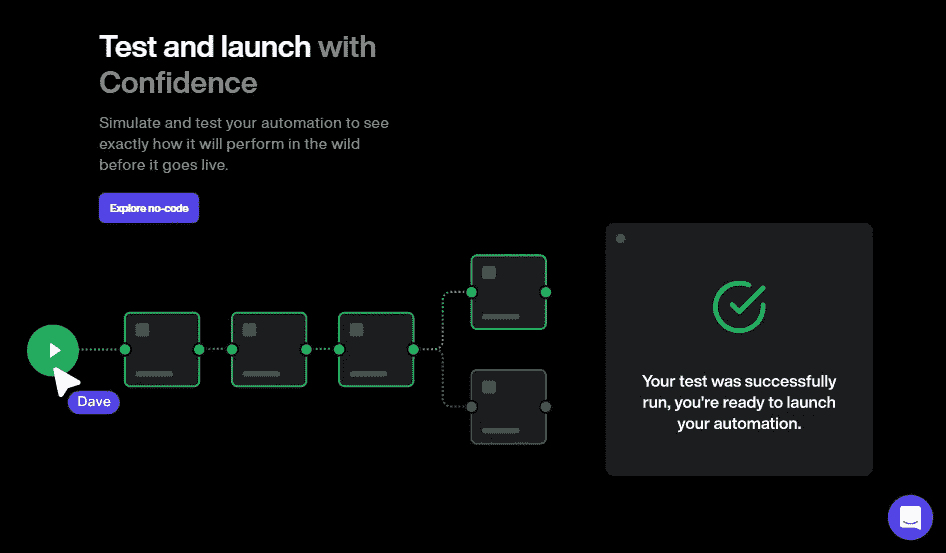 Test and launch with
Confidence
Simulate and test your automation to see
exactly how it will perform in the wild
before it goes live.
Explore no-code
Dave
Your test was successfully
run, you're ready to launch
your automation.